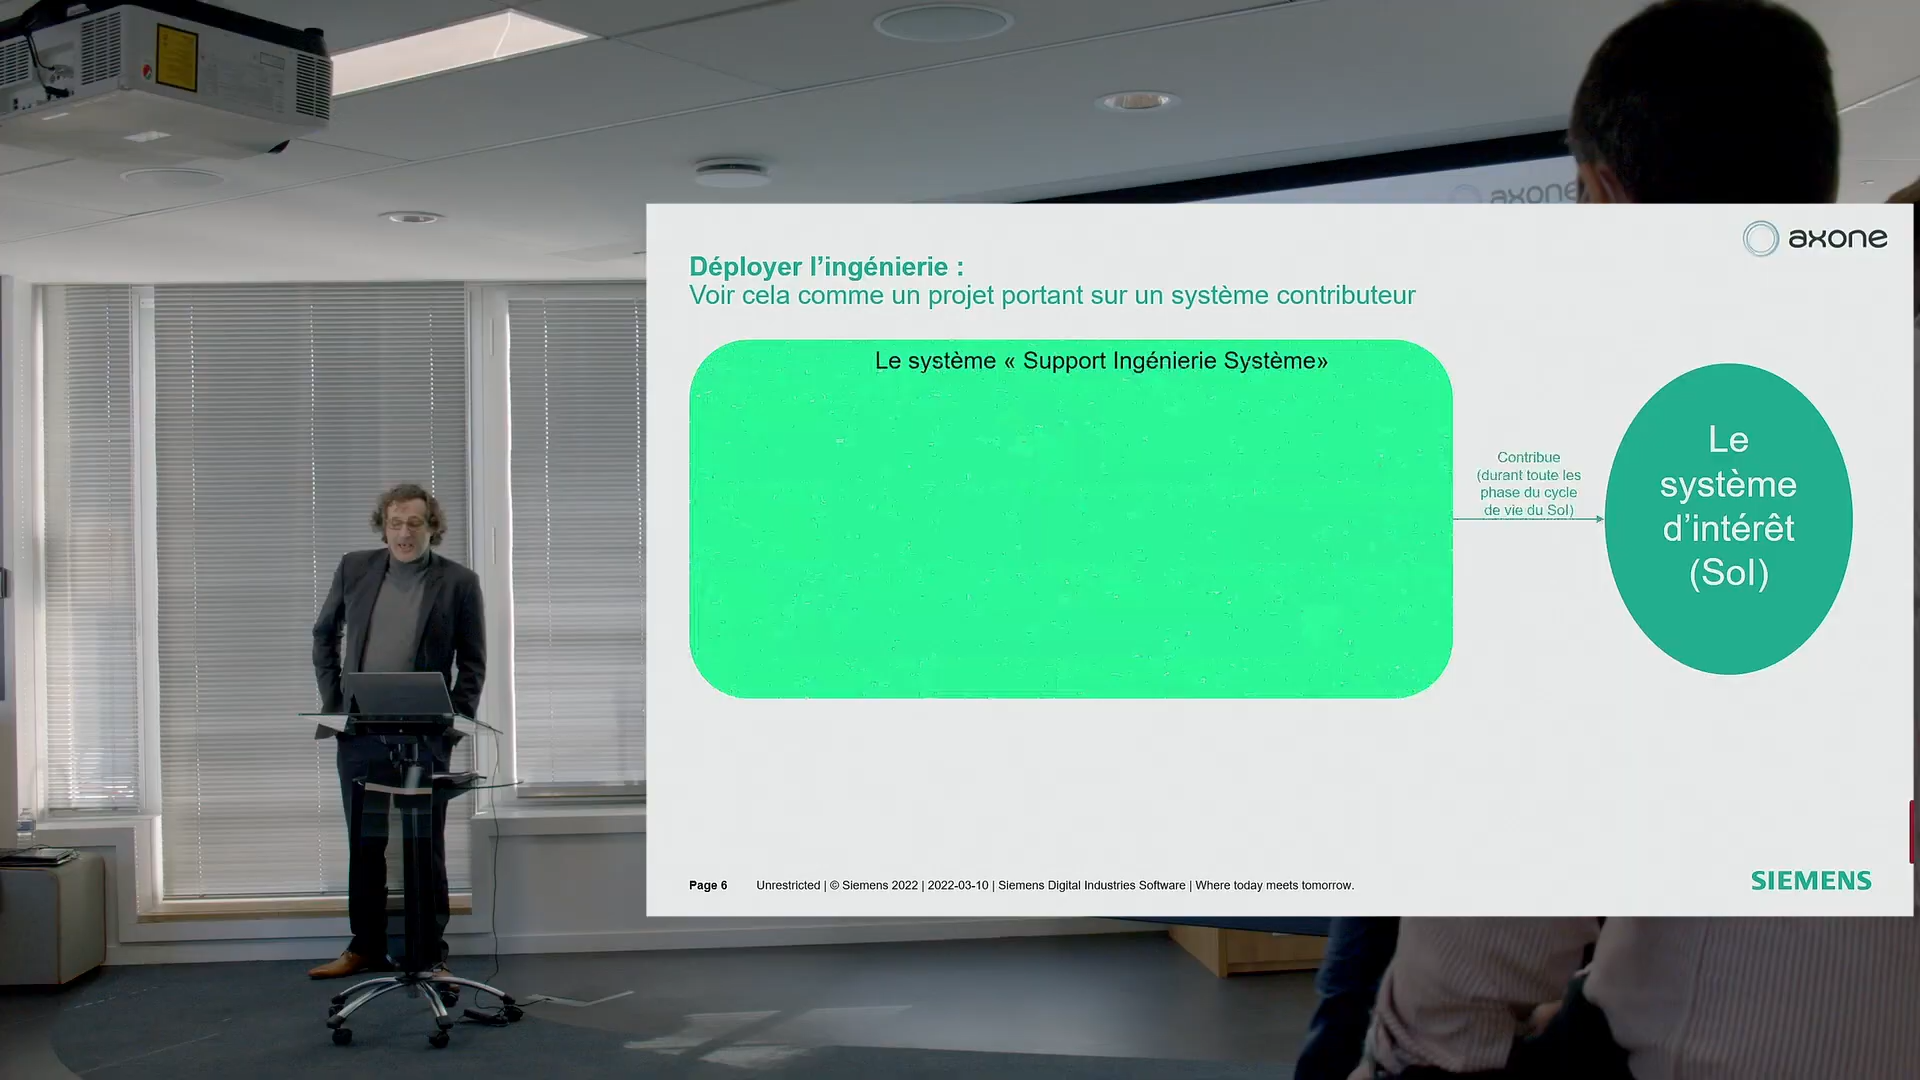 axone
axone
Déployer l’ingénierie :
Voir cela comme un projet portant sur un système contributeur
Le système « Support Ingénierie Système»
Contribue
(durant toute les
phase du cycle
de vie du SoI)
Le
système
d’intérêt
(SoI)
Page 6 Unrestricted | © Siemens 2022 | 2022-03-10 | Siemens Digital Industries Software | Where today meets tomorrow.
SIEMENS